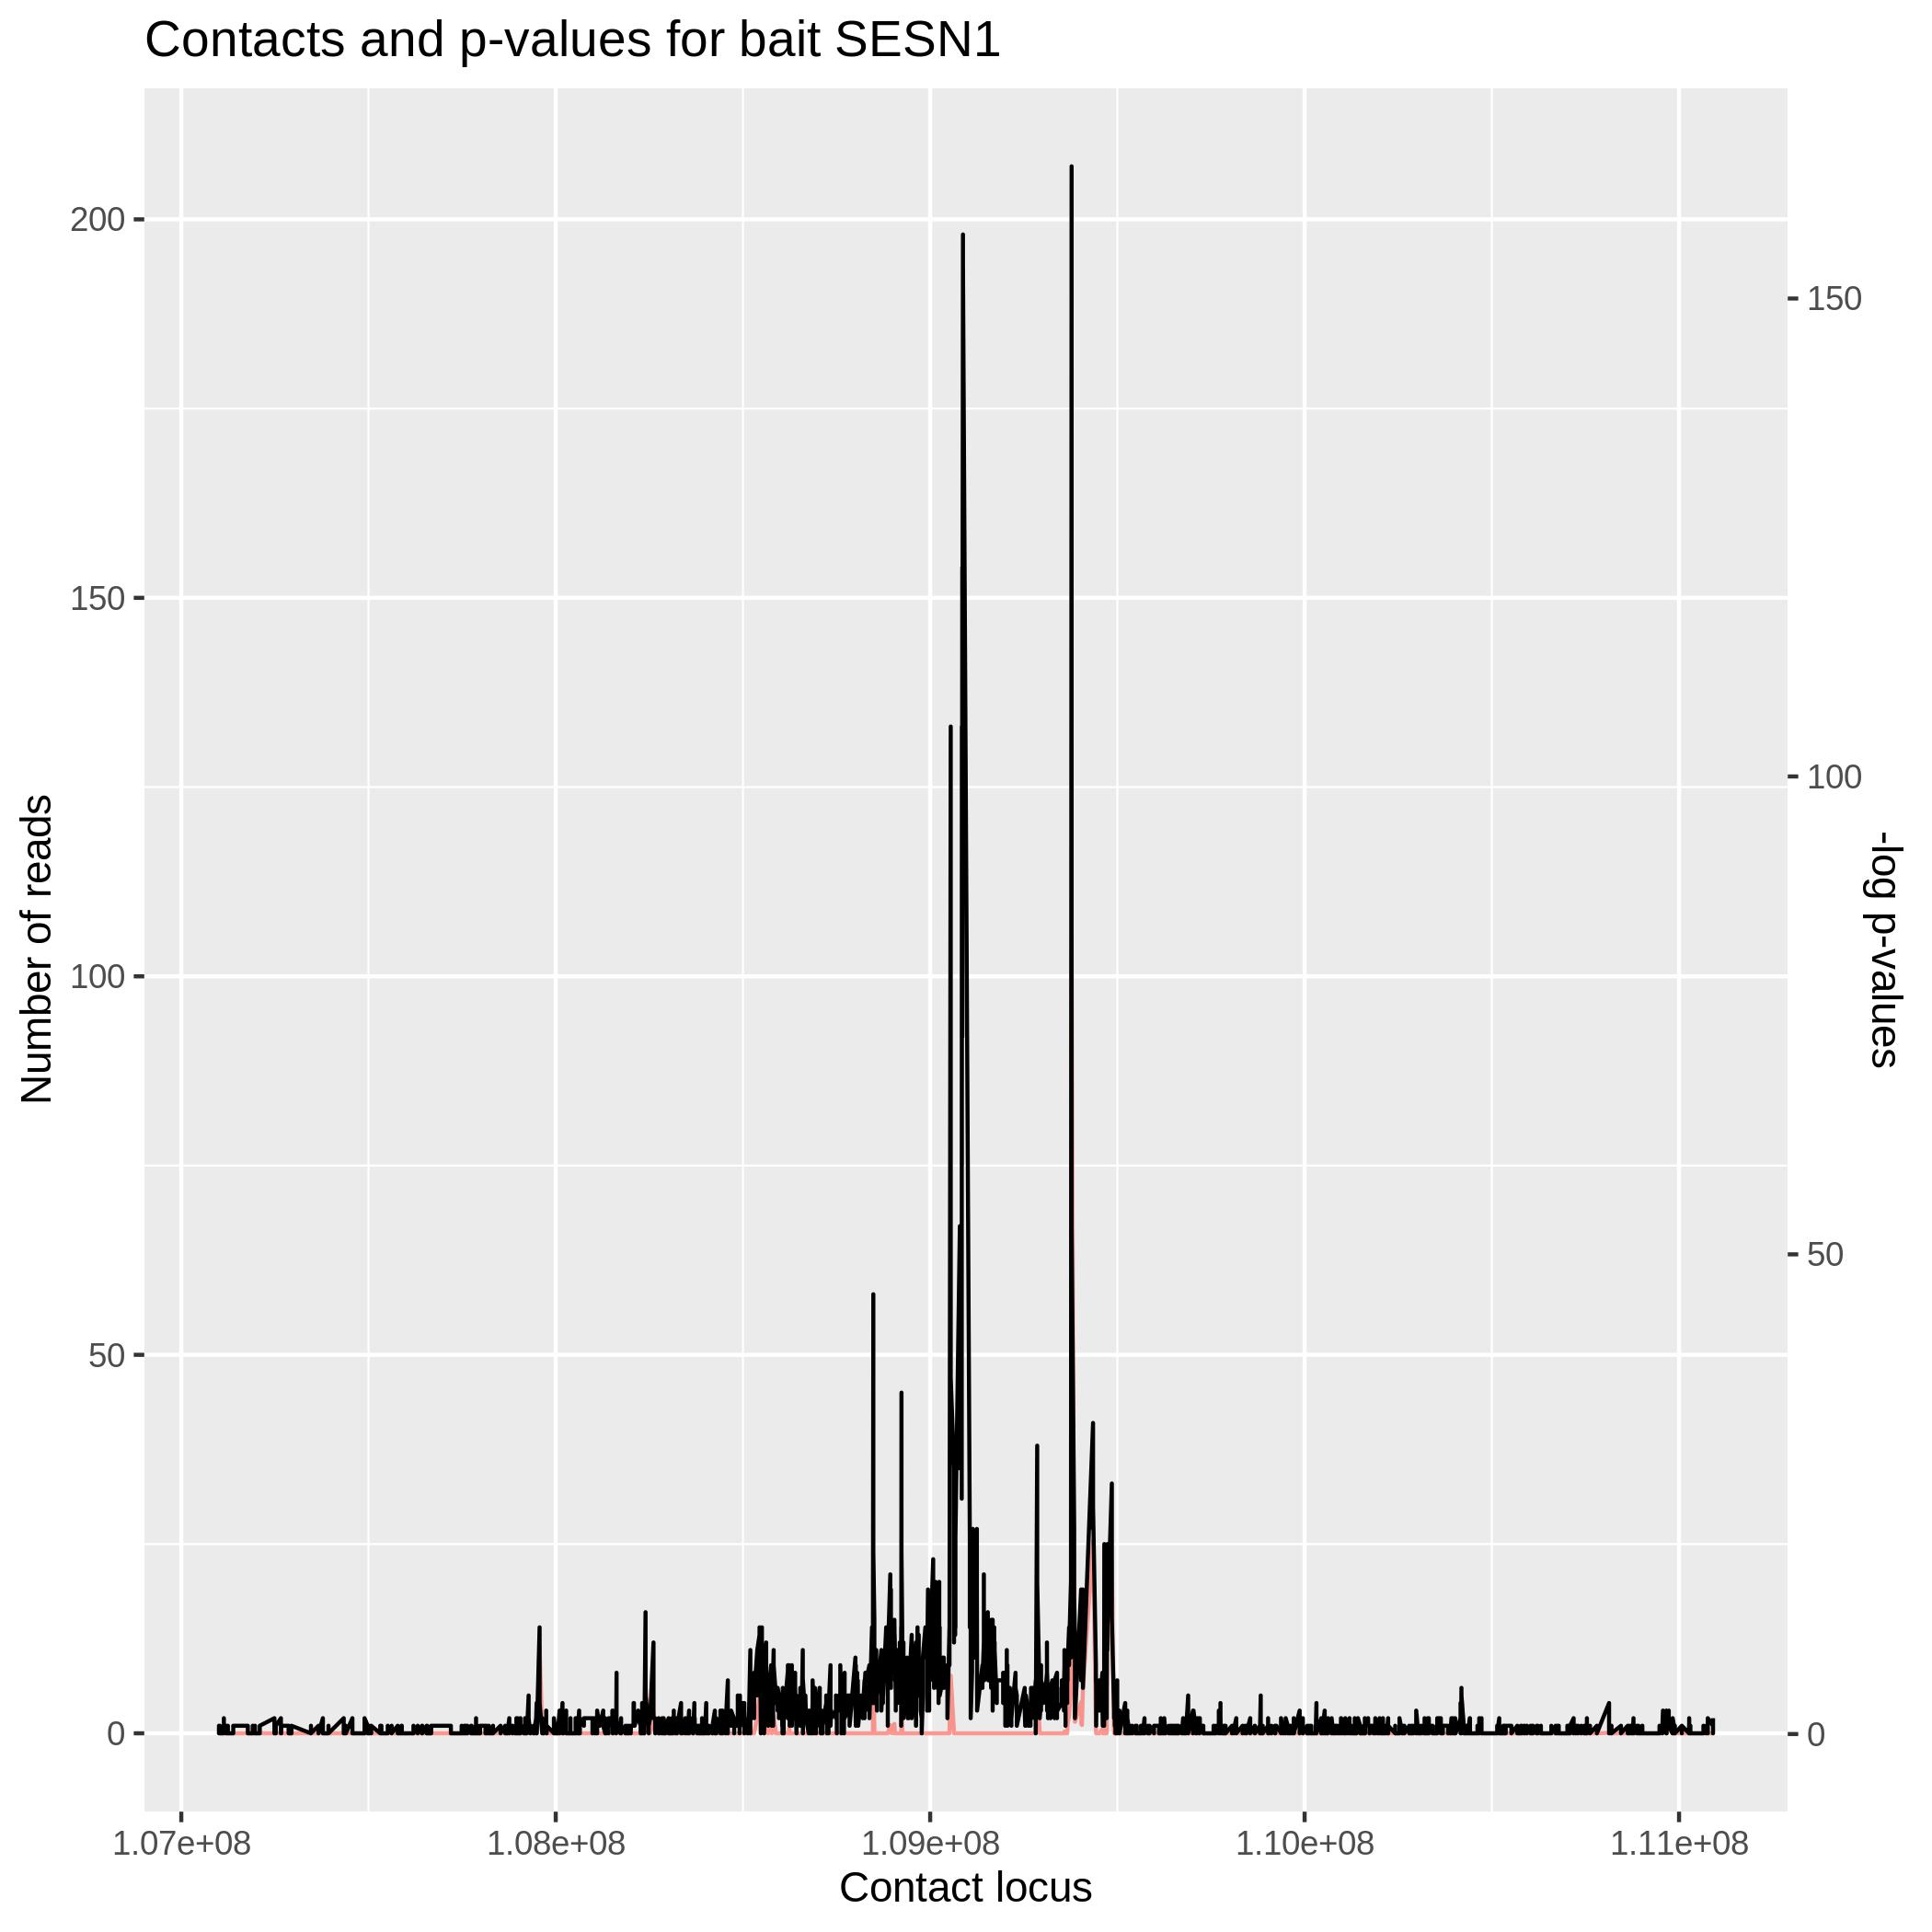 Contacts and p-values for bait SESN1
200
150
100
50
0
Number of reads
150
100
50
0
-log p-values
1.07e+08 1.08e+08 1.09e+08 1.10e+08 1.11e+08
Contact locus